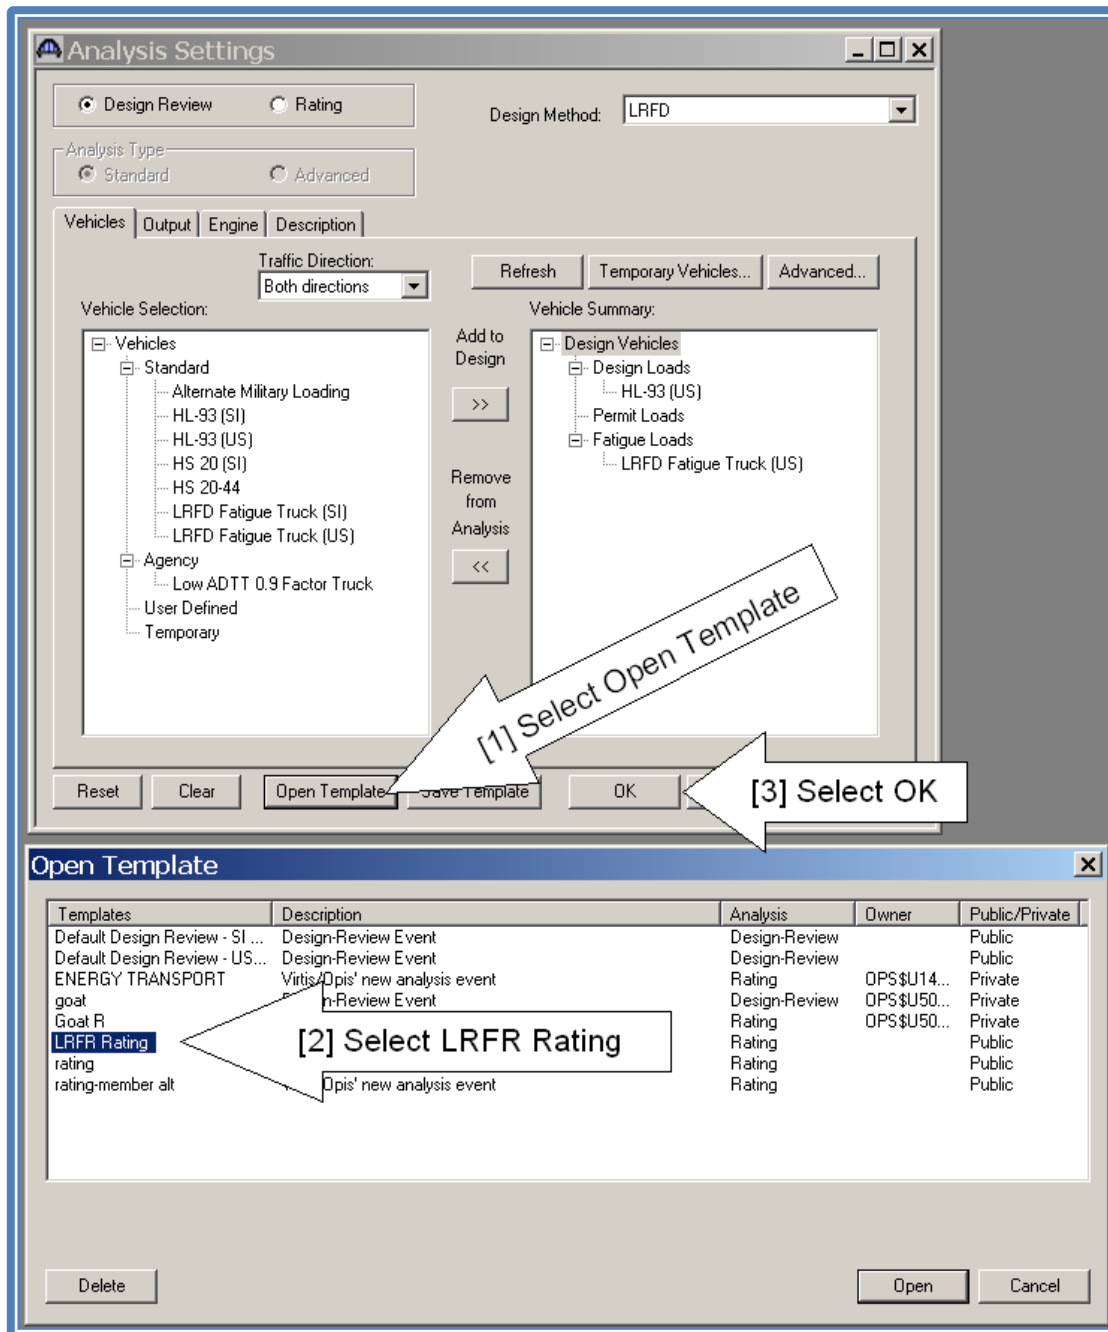 Analysis Settings
Design Review
Rating
Design Method:
LRFD
Analysis Type
Standard
Advanced
Vehicles
Output
Engine
Description
Traffic Direction:
Both directions
Refresh
Temporary Vehicles...
Advanced...
Vehicle Selection:
Vehicles
Standard
Alternate Military Loading
HL-93 (SI)
HL-93 (US)
HS 20 (SI)
HS 20-44
LRFD Fatigue Truck (SI)
LRFD Fatigue Truck (US)
Agency
Low ADTT 0.9 Factor Truck
User Defined
Temporary
Add to
Design
>>
Remove
from
Analysis
<<
Vehicle Summary:
Design Vehicles
Design Loads
HL-93 (US)
Permit Loads
Fatigue Loads
LRFD Fatigue Truck (US)
[1] Select Open Template
Reset
Clear
Open Template
Save Template
OK
[3] Select OK
Open Template
Templates Description Analysis Owner Public/Private
Default Design Review - SI ... Design-Review Event Design-Review Public
Default Design Review - US... Design-Review Event Design-Review Public
ENERGY TRANSPORT Virtis/Opis' new analysis event Rating OPS$U14... Private
goat n-Review Event Design-Review OPS$U50... Private
Goat R Rating OPS$U50... Private
LRFR Rating Rating Public
[2] Select LRFR Rating
rating Rating Public
rating-member alt Opis' new analysis event Rating Public
Delete
Open
Cancel